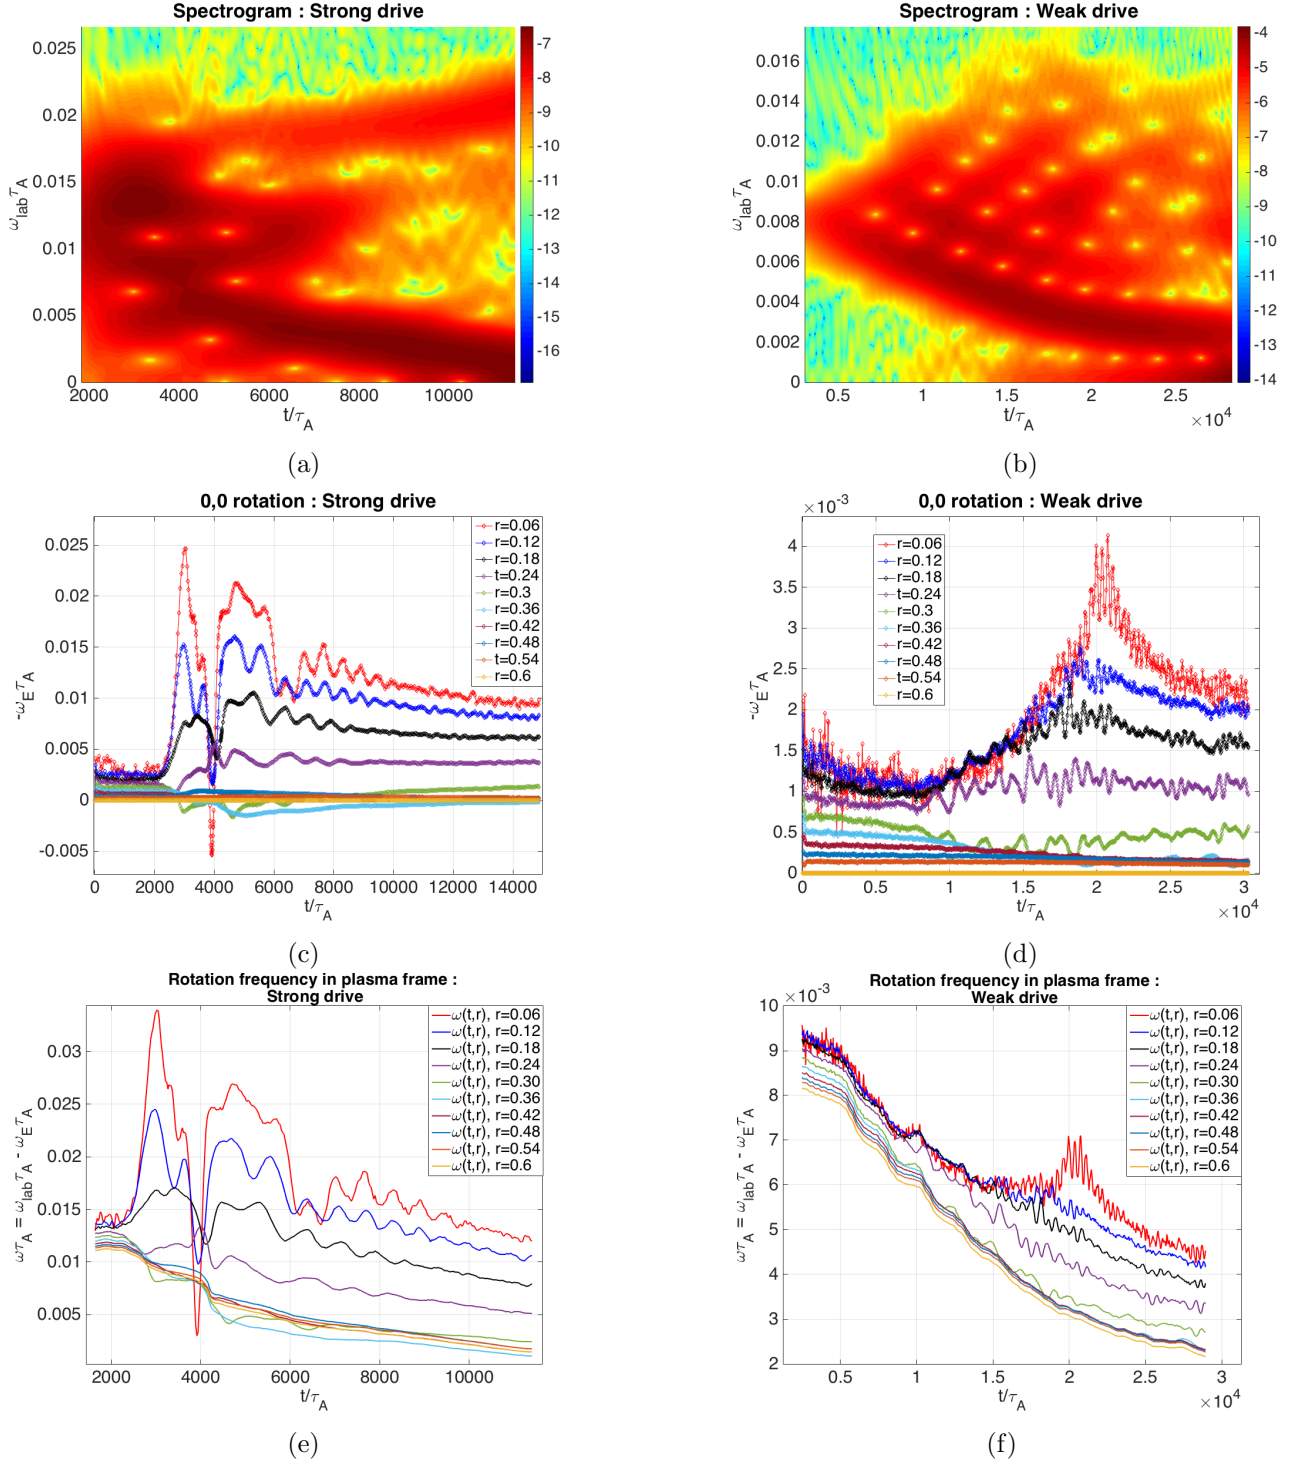 Spectrogram : Strong drive
ω_lab τ_A
0.025
0.02
0.015
0.01
0.005
0
2000 4000 6000 8000 10000
t/τ_A
-7
-8
-9
-10
-11
-12
-13
-14
-15
-16
(a)
Spectrogram : Weak drive
ω_lab τ_A
0.016
0.014
0.012
0.01
0.008
0.006
0.004
0.002
0
0.5 1 1.5 2 2.5
×10^4
t/τ_A
-4
-5
-6
-7
-8
-9
-10
-11
-12
-13
-14
(b)
0,0 rotation : Strong drive
-ω_E τ_A
0.025
0.02
0.015
0.01
0.005
0
-0.005
0 2000 4000 6000 8000 10000 12000 14000
t/τ_A
r=0.06
r=0.12
r=0.18
t=0.24
r=0.3
r=0.36
r=0.42
r=0.48
t=0.54
r=0.6
(c)
0,0 rotation : Weak drive
×10^-3
-ω_E τ_A
4
3.5
3
2.5
2
1.5
1
0.5
0
0 0.5 1 1.5 2 2.5 3
×10^4
t/τ_A
r=0.06
r=0.12
r=0.18
t=0.24
r=0.3
r=0.36
r=0.42
r=0.48
t=0.54
r=0.6
(d)
Rotation frequency in plasma frame :
Strong drive
ωτ_A = ω_lab τ_A - ω_E τ_A
0.03
0.025
0.02
0.015
0.01
0.005
2000 4000 6000 8000 10000
t/τ_A
ω(t,r), r=0.06
ω(t,r), r=0.12
ω(t,r), r=0.18
ω(t,r), r=0.24
ω(t,r), r=0.30
ω(t,r), r=0.36
ω(t,r), r=0.42
ω(t,r), r=0.48
ω(t,r), r=0.54
ω(t,r), r=0.6
(e)
Rotation frequency in plasma frame :
Weak drive
×10^-3
ωτ_A = ω_lab τ_A - ω_E τ_A
10
9
8
7
6
5
4
3
2
0.5 1 1.5 2 2.5 3
×10^4
t/τ_A
ω(t,r), r=0.06
ω(t,r), r=0.12
ω(t,r), r=0.18
ω(t,r), r=0.24
ω(t,r), r=0.30
ω(t,r), r=0.36
ω(t,r), r=0.42
ω(t,r), r=0.48
ω(t,r), r=0.54
ω(t,r), r=0.6
(f)